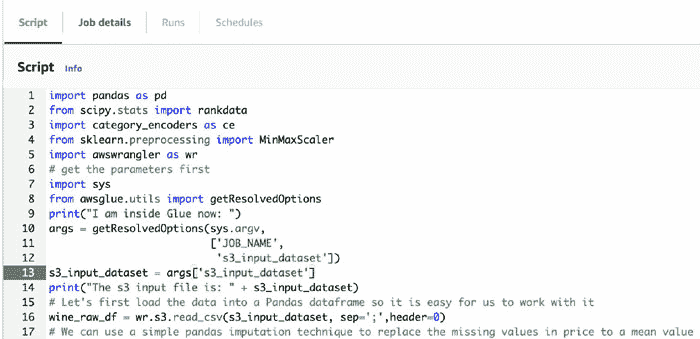 Script Job details Runs Schedules
Script Info
1 import pandas as pd
2 from scipy.stats import rankdata
3 import category_encoders as ce
4 from sklearn.preprocessing import MinMaxScaler
5 import awswrangler as wr
6 # get the parameters first
7 import sys
8 from awsglue.utils import getResolvedOptions
9 print("I am inside Glue now: ")
10 args = getResolvedOptions(sys.argv,
11 ['JOB_NAME',
12 's3_input_dataset'])
13 s3_input_dataset = args['s3_input_dataset']
14 print("The s3 input file is: " + s3_input_dataset)
15 # Let's first load the data into a Pandas dataframe so it is easy for us to work with it
16 wine_raw_df = wr.s3.read_csv(s3_input_dataset, sep=';',header=0)
17 # We can use a simple pandas imputation technique to replace the missing values in price to a mean value